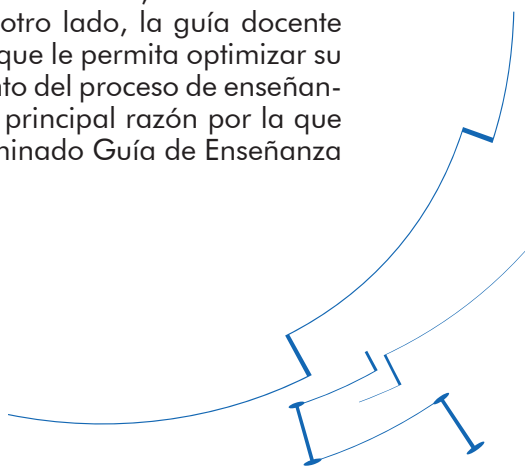 otro lado, la guía docente
que le permita optimizar su
to del proceso de enseñan-
principal razón por la que
minado Guía de Enseñanza